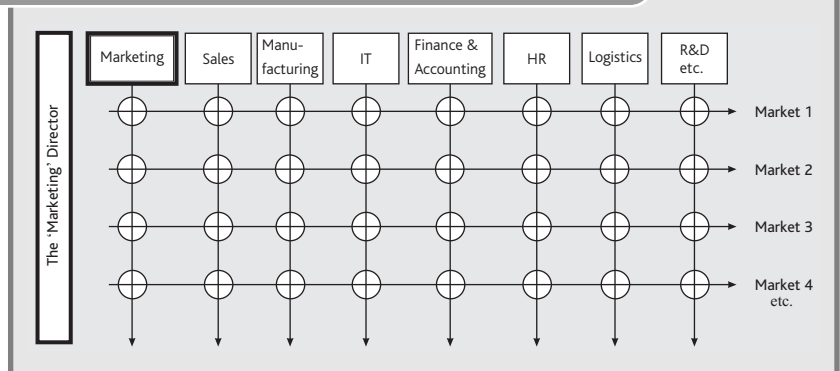 The 'Marketing' Director
Marketing
Sales
Manu-
facturing
IT
Finance &
Accounting
HR
Logistics
R&D
etc.
Market 1
Market 2
Market 3
Market 4
etc.